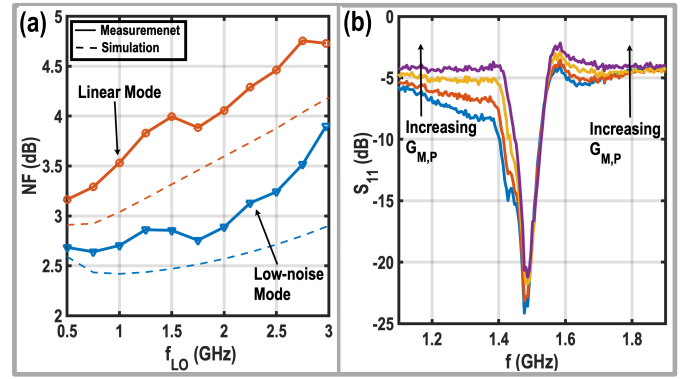 (a)
Measuremenet
Simulation
Linear Mode
Low-noise
Mode
NF (dB)
5
4.5
4
3.5
3
2.5
2
0.5
1
1.5
2
2.5
3
f_LO (GHz)
(b)
Increasing
G_M,P
Increasing
G_M,P
S_11 (dB)
0
-5
-10
-15
-20
-25
1.2
1.4
1.6
1.8
f (GHz)